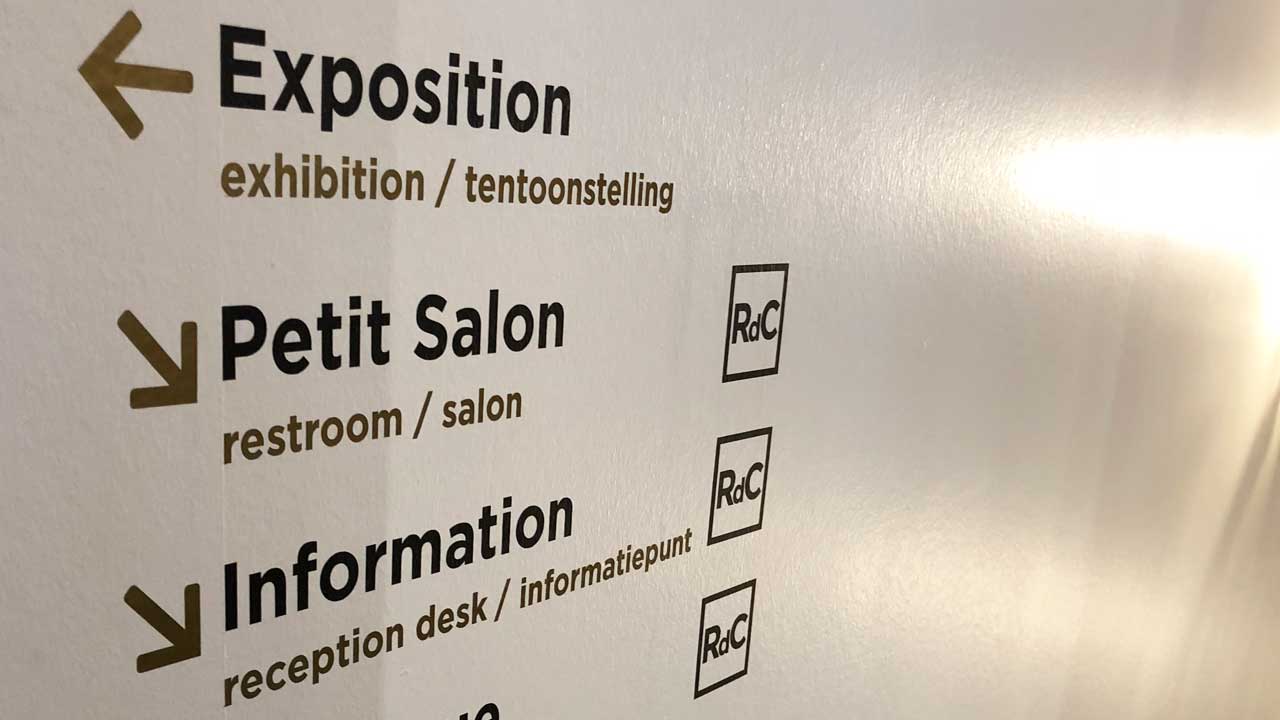 Exposition
exhibition / tentoonstelling
Petit Salon
RdC
restroom / salon
Information
RdC
reception desk / informatiepunt
RdC